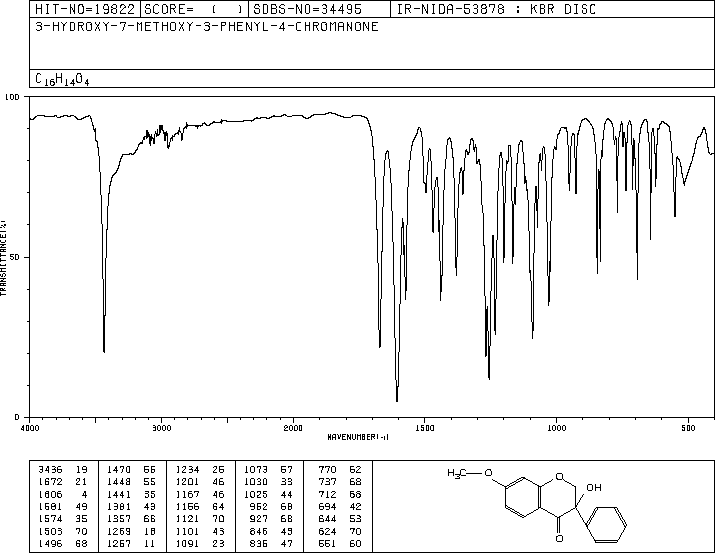 HIT-NO=19822 SCORE= ( ) SDBS-NO=34495 IR-NIDA-53878 : KBR DISC
3-HYDROXY-7-METHOXY-3-PHENYL-4-CHROMANONE
C16H14O4
100
50
0
TRANSMITTANCE(%)
4000 3000 2000 1500 1000 500
WAVENUMBER(-1)
3436 19 1470 56 1234 25 1073 57 770 62
1672 21 1448 55 1201 46 1030 33 737 68
1606 4 1441 35 1167 46 1025 44 712 68
1581 49 1381 43 1156 64 952 68 694 42
1574 35 1357 66 1121 70 927 68 644 53
1503 70 1269 18 1101 43 846 43 624 70
1496 68 1257 11 1091 23 836 47 551 60
H3C O O OH
O